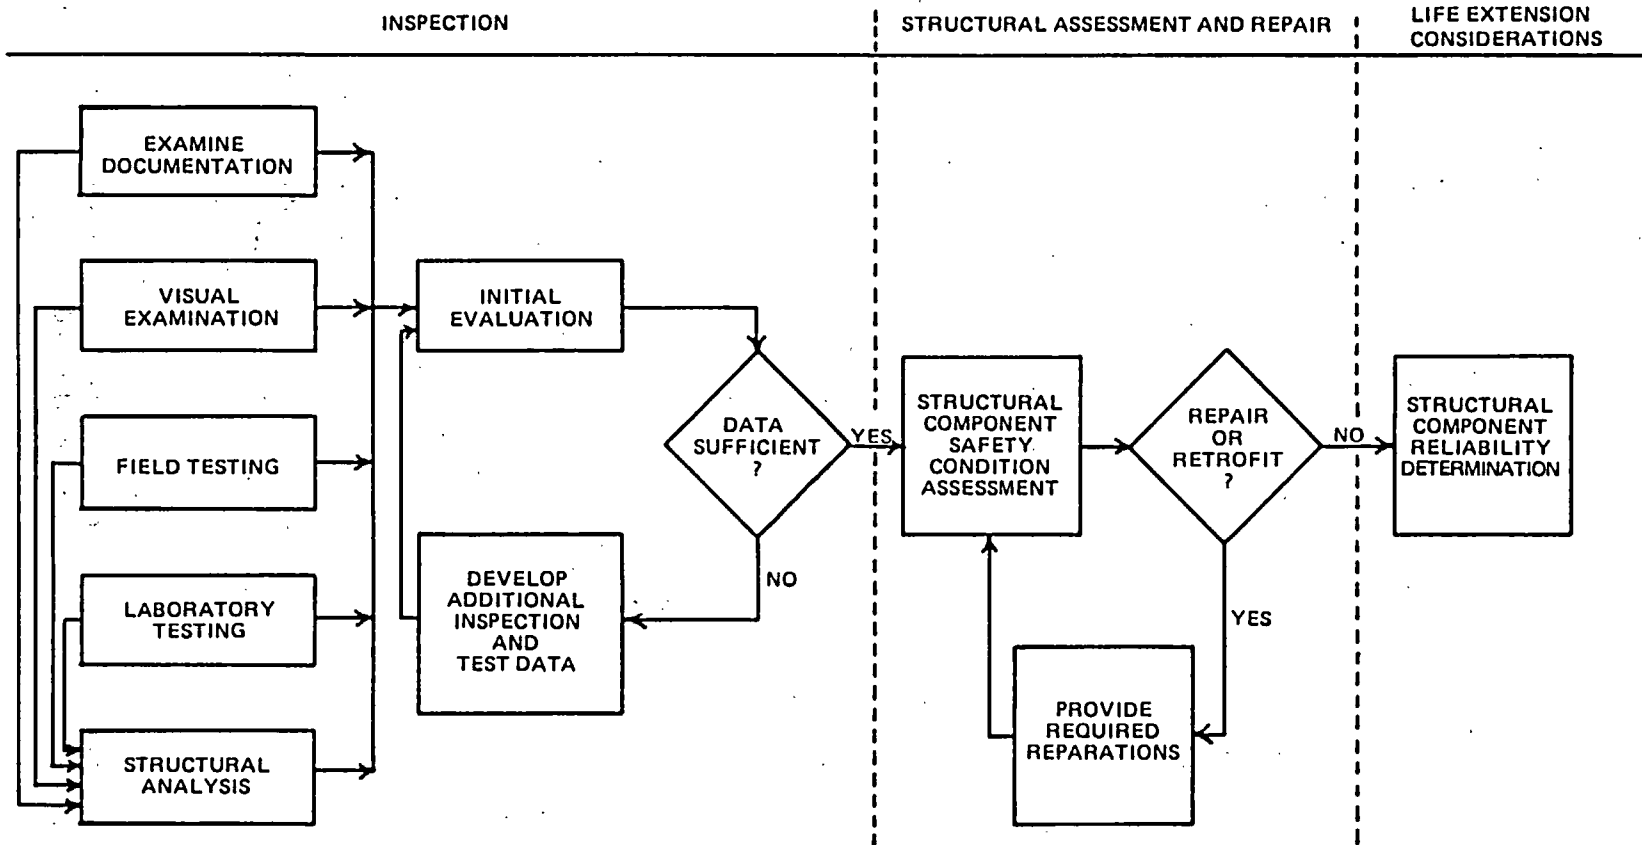 INSPECTION
STRUCTURAL ASSESSMENT AND REPAIR
LIFE EXTENSION
CONSIDERATIONS
EXAMINE
DOCUMENTATION
VISUAL
EXAMINATION
FIELD TESTING
LABORATORY
TESTING
STRUCTURAL
ANALYSIS
INITIAL
EVALUATION
DATA
SUFFICIENT
?
NO
DEVELOP
ADDITIONAL
INSPECTION
AND
TEST DATA
YES
STRUCTURAL
COMPONENT
SAFETY
CONDITION
ASSESSMENT
REPAIR
OR
RETROFIT
?
YES
PROVIDE
REQUIRED
REPARATIONS
NO
STRUCTURAL
COMPONENT
RELIABILITY
DETERMINATION